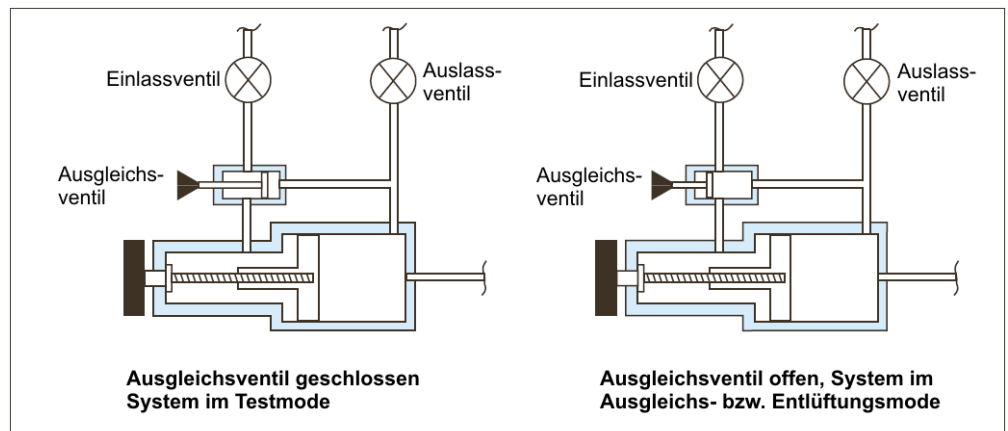 Einlassventil
Auslass-
ventil
Ausgleichs-
ventil
Ausgleichsventil geschlossen
System im Testmode
Einlassventil
Auslass-
ventil
Ausgleichs-
ventil
Ausgleichsventil offen, System im
Ausgleichs- bzw. Entlüftungsmode